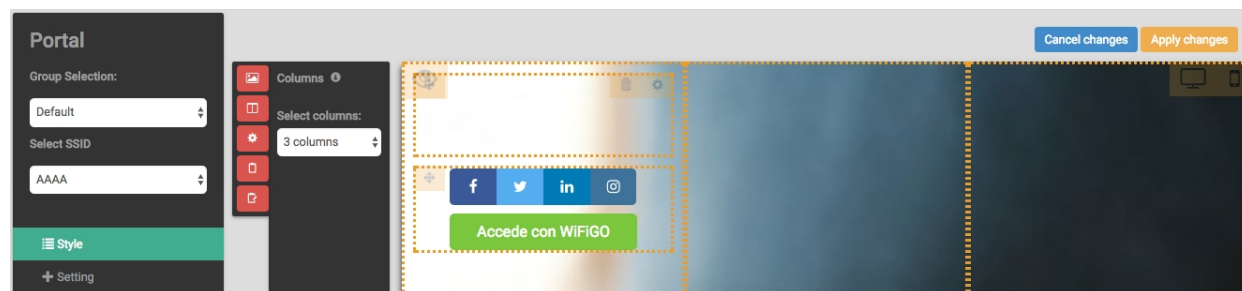 Portal
Group Selection:
Default
Select SSID
AAAA
Style
Setting
Columns
Select columns:
3 columns
Cancel changes
Apply changes
f
in
Accede con WiFiGO